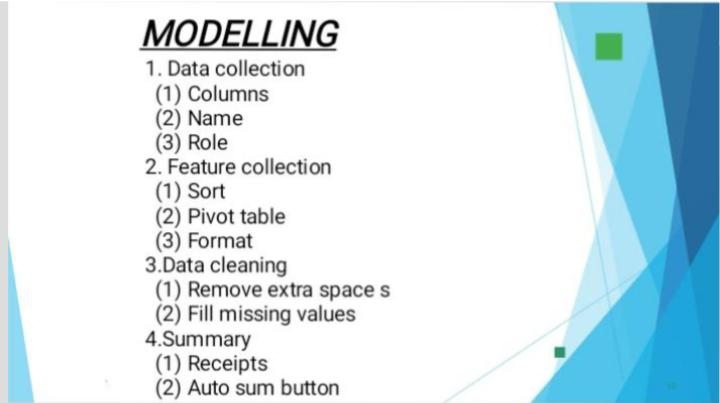 MODELLING
1. Data collection
(1) Columns
(2) Name
(3) Role
2. Feature collection
(1) Sort
(2) Pivot table
(3) Format
3.Data cleaning
(1) Remove extra space s
(2) Fill missing values
4.Summary
(1) Receipts
(2) Auto sum button